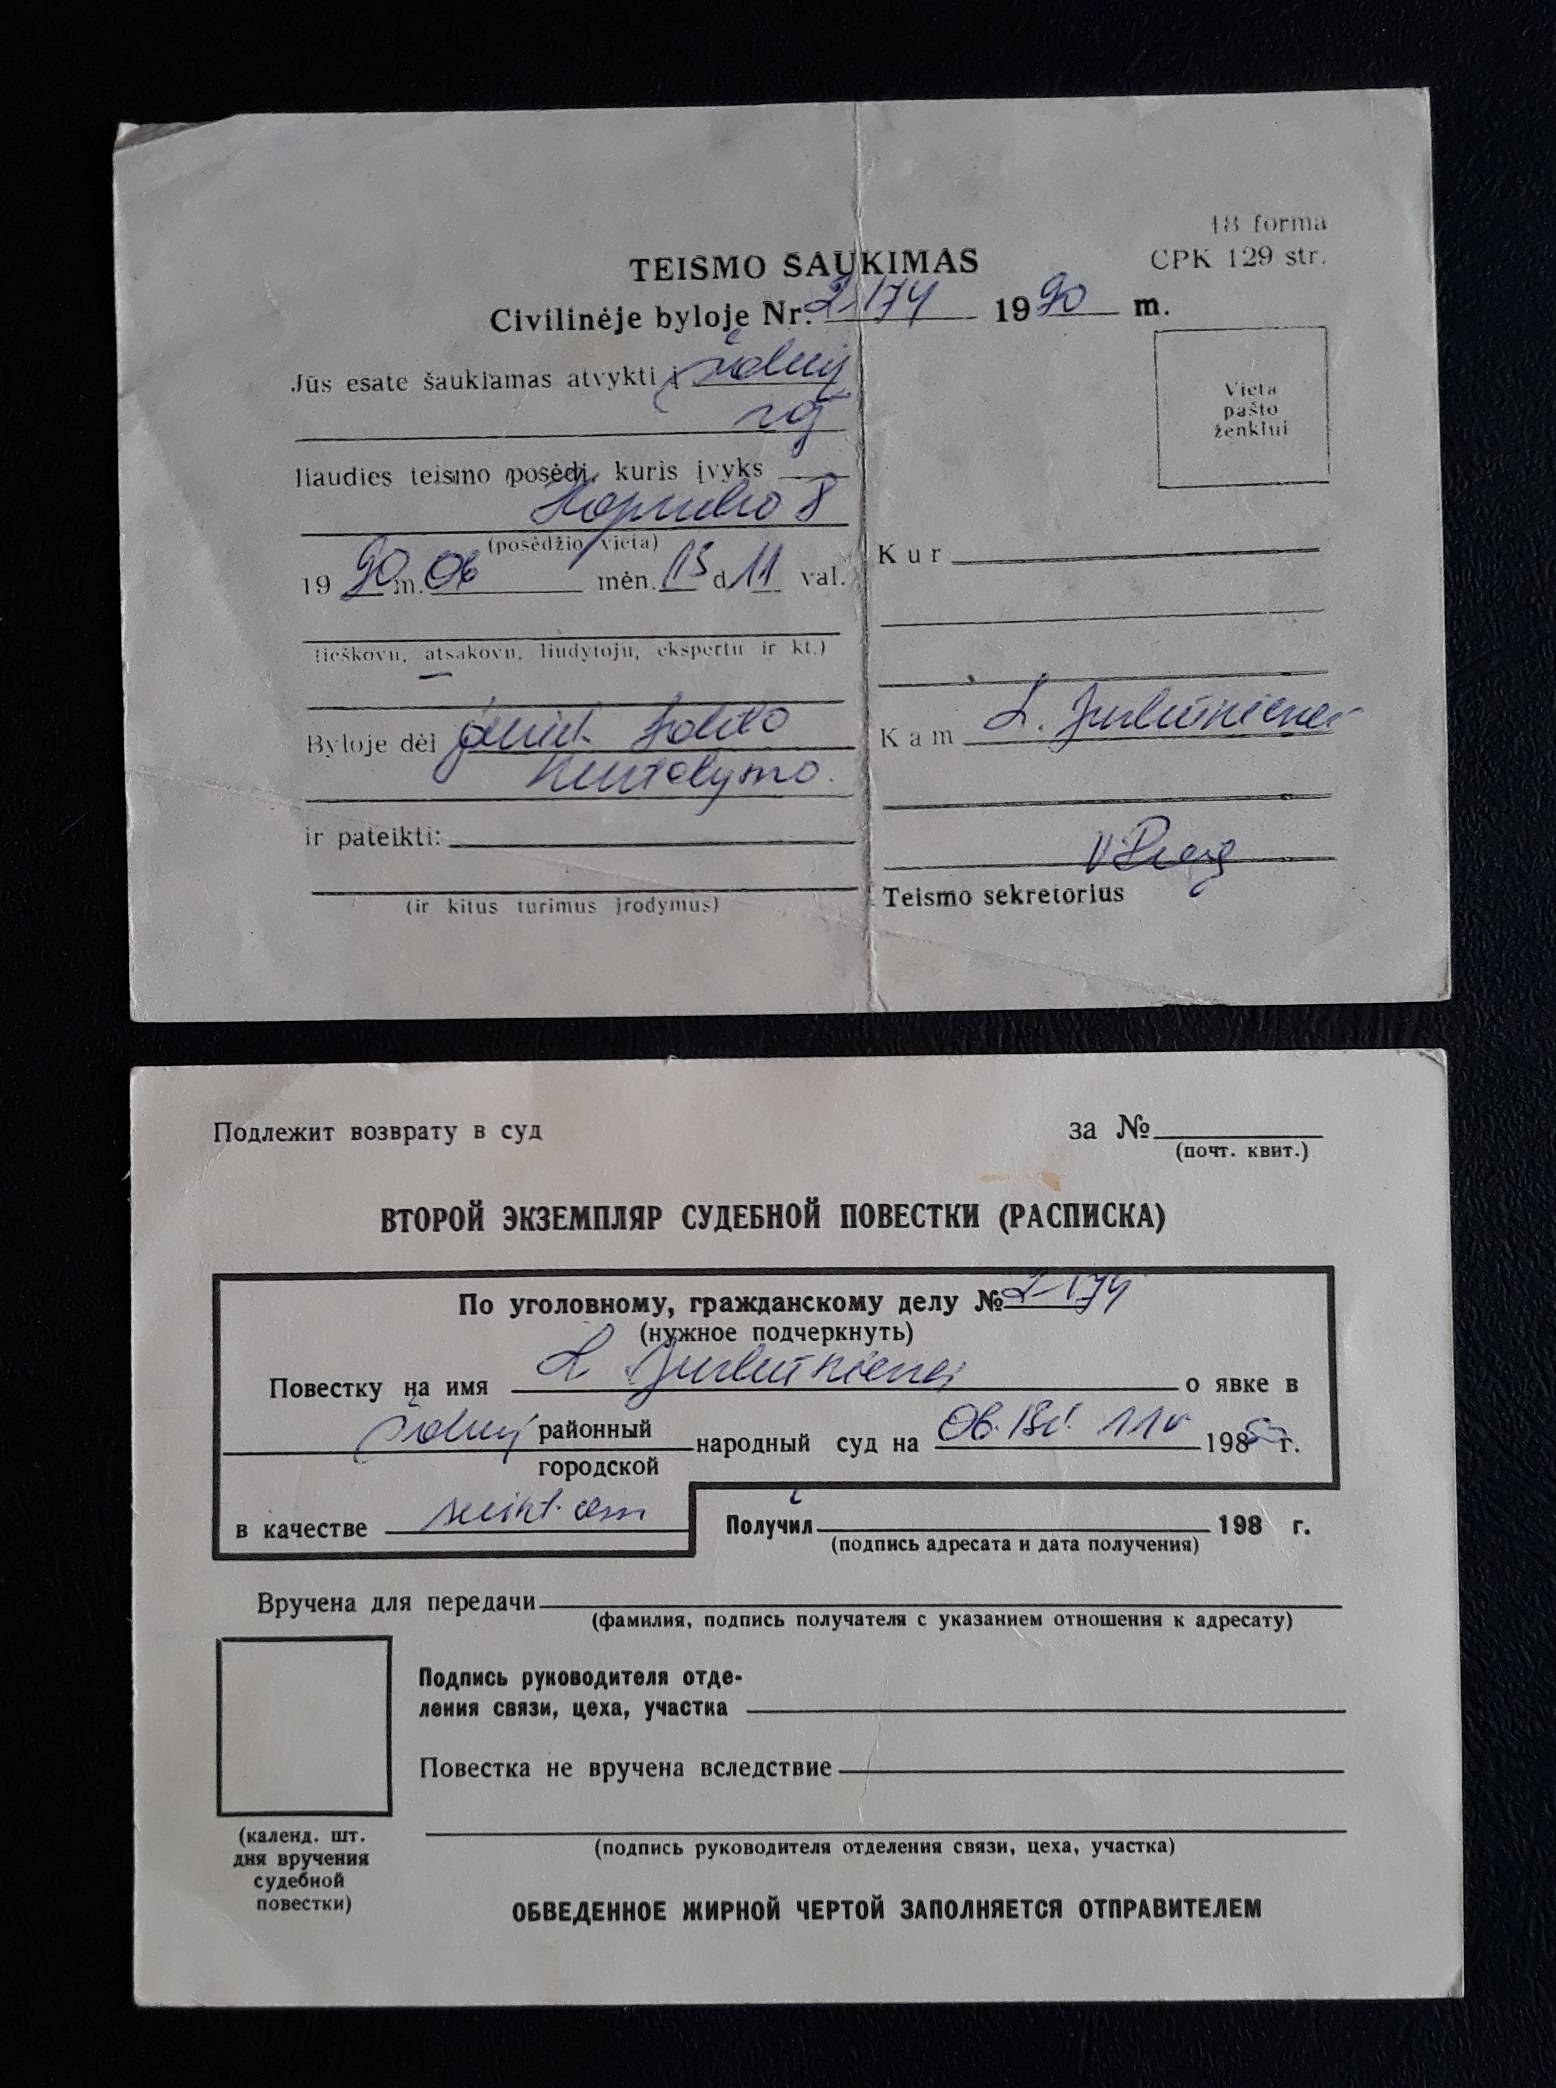 18 forma
CPK 129 str.
TEISMO ŠAUKIMAS
Civilinėje byloje Nr. 2-174 1990 m.
Jūs esate šaukiamas atvykti į
raj
liaudies teismo posėdį, kuris įvyks
8
(posėdžio vieta)
1990 m. 06 mėn. 13 d 11 val.
(ieškovu, atsakovu, liudytoju, ekspertu ir kt.)
Byloje dėl
ir pateikti:
(ir kitus turimus įrodymus)
Vieta
pašto
ženklui
Kur
Kam L.
Teismo sekretorius
Подлежит возврату в суд
за №
(почт. квит.)
ВТОРОЙ ЭКЗЕМПЛЯР СУДЕБНОЙ ПОВЕСТКИ (РАСПИСКА)
По уголовному, гражданскому делу № 2-174
(нужное подчеркнуть)
Повестку на имя L о явке в
районный
народный суд на 06. 198 г.
городской
в качестве
Получил 198 г.
(подпись адресата и дата получения)
Вручена для передачи
(фамилия, подпись получателя с указанием отношения к адресату)
Подпись руководителя отде-
ления связи, цеха, участка
Повестка не вручена вследствие
(подпись руководителя отделения связи, цеха, участка)
(календ. шт.
дня вручения
судебной
повестки)
ОБВЕДЕННОЕ ЖИРНОЙ ЧЕРТОЙ ЗАПОЛНЯЕТСЯ ОТПРАВИТЕЛЕМ